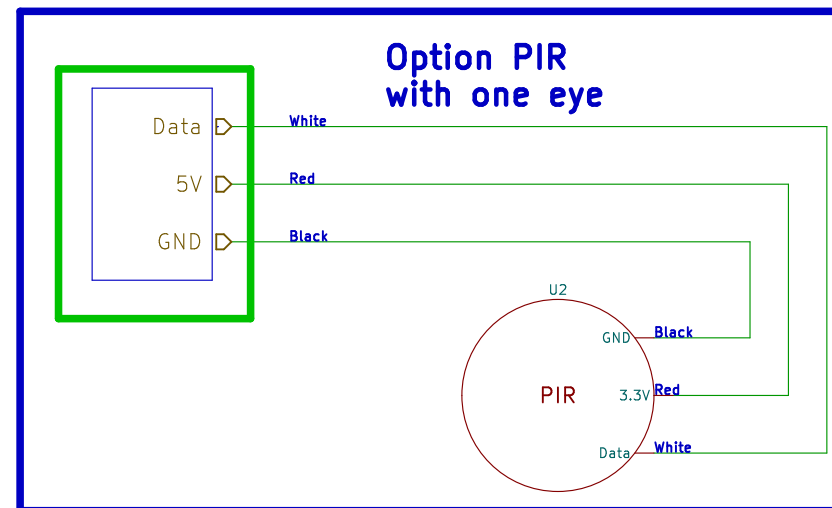 Option PIR
with one eye
Data White
5V Red
GND Black
U2
GND Black
PIR 3.3V Red
Data White